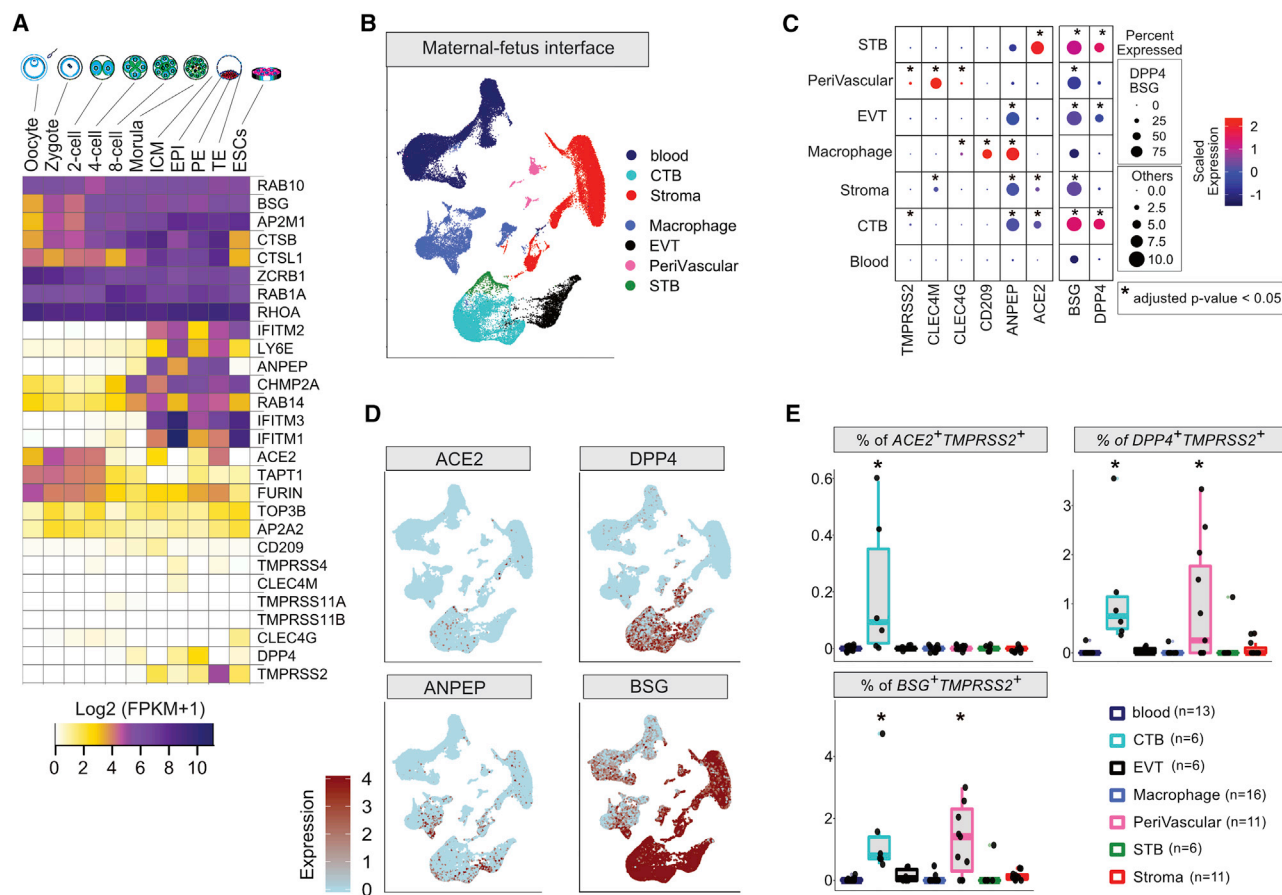 A
Oocyte
Zygote
2-cell
4-cell
8-cell
Morula
ICM
EPI
PE
TE
ESCs
RAB10
BSG
AP2M1
CTSB
CTSL1
ZCRB1
RAB1A
RHOA
IFITM2
LY6E
ANPEP
CHMP2A
RAB14
IFITM3
IFITM1
ACE2
TAPT1
FURIN
TOP3B
AP2A2
CD209
TMPRSS4
CLEC4M
TMPRSS11A
TMPRSS11B
CLEC4G
DPP4
TMPRSS2
Log2 (FPKM+1)
0 2 4 6 8 10
B
Maternal-fetus interface
blood
CTB
Stroma
Macrophage
EVT
PeriVascular
STB
C
STB
* * *
PeriVascular
* * * *
EVT
* * *
Macrophage
* * *
Stroma
* * * *
CTB
* * * * *
Blood
TMPRSS2
CLEC4M
CLEC4G
CD209
ANPEP
ACE2
BSG
DPP4
Percent
Expressed
DPP4
BSG
0
25
50
75
Others
0.0
2.5
5.0
7.5
10.0
Scaled
Expression
2
1
0
-1
* adjusted p-value < 0.05
D
ACE2
DPP4
ANPEP
BSG
Expression
4
3
2
1
0
E
% of ACE2+TMPRSS2+
0.6
0.4
0.2
0
*
% of DPP4+TMPRSS2+
3
2
1
0
* *
% of BSG+TMPRSS2+
4
2
0
* *
blood (n=13)
CTB (n=6)
EVT (n=6)
Macrophage (n=16)
PeriVascular (n=11)
STB (n=6)
Stroma (n=11)